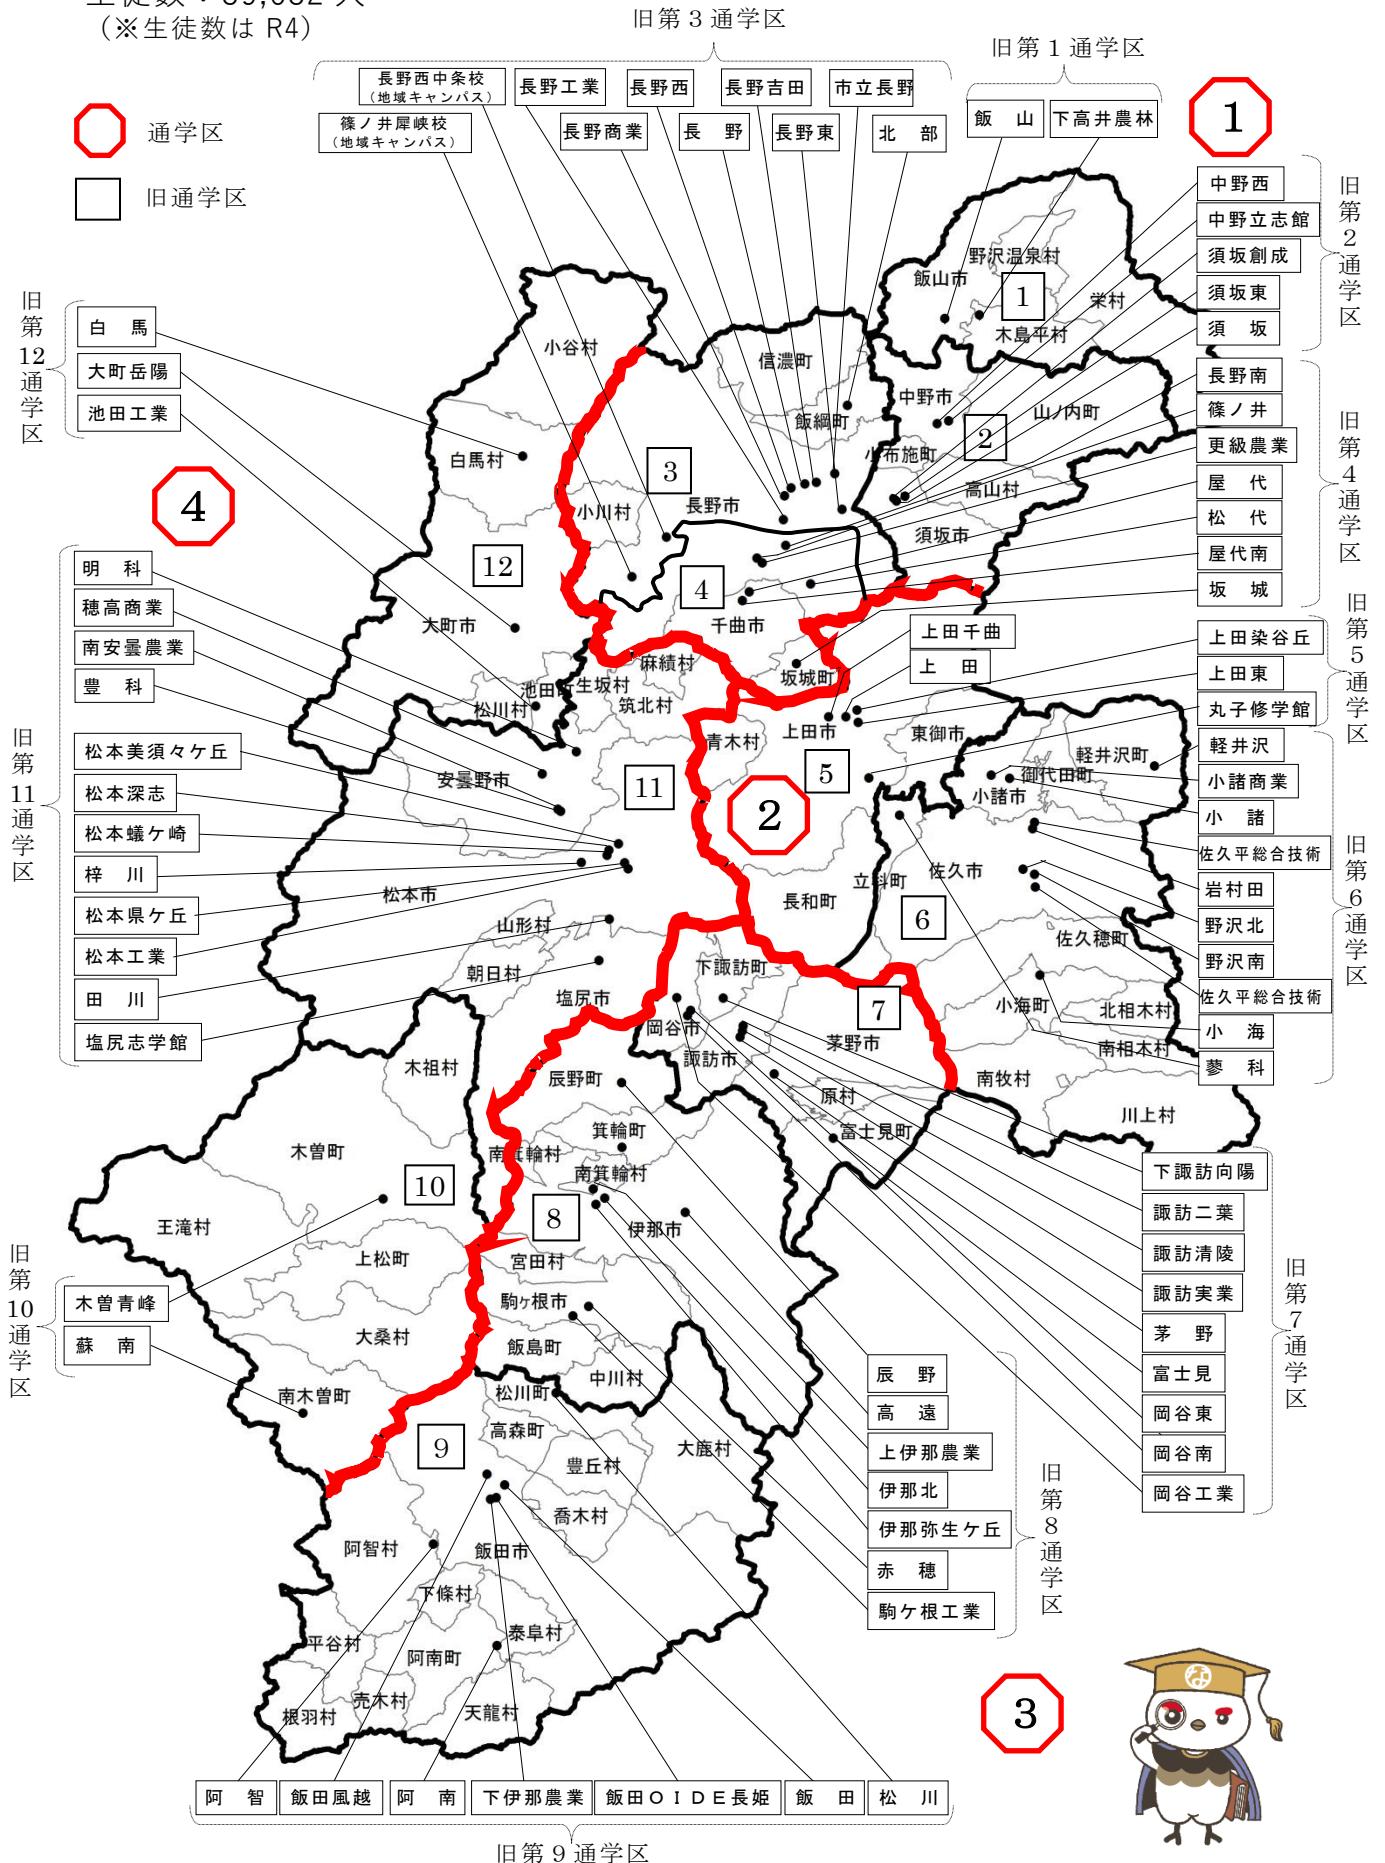 (※生徒数は R4)
通学区
旧通学区
旧第３通学区
長野西中条校
(地域キャンパス)
長野工業
長野西
長野吉田
市立長野
篠ノ井犀峡校
(地域キャンパス)
長野商業
長　野
長野東
北　部
旧第１通学区
飯　山
下高井農林
1
旧第２通学区
中野西
中野立志館
須坂創成
須坂東
須　坂
旧第４通学区
長野南
篠ノ井
更級農業
屋　代
松　代
屋代南
坂　城
旧第５通学区
上田千曲
上　田
上田染谷丘
上田東
丸子修学館
旧第６通学区
軽井沢
小諸商業
小　諸
佐久平総合技術
岩村田
野沢北
野沢南
佐久平総合技術
小　海
蓼　科
旧第７通学区
下諏訪向陽
諏訪二葉
諏訪清陵
諏訪実業
茅　野
富士見
岡谷東
岡谷南
岡谷工業
旧第８通学区
辰　野
高　遠
上伊那農業
伊那北
伊那弥生ケ丘
赤　穂
駒ケ根工業
3
旧第12通学区
白　馬
大町岳陽
池田工業
4
旧第11通学区
明　科
穂高商業
南安曇農業
豊　科
松本美須々ケ丘
松本深志
松本蟻ケ崎
梓　川
松本県ケ丘
松本工業
田　川
塩尻志学館
旧第10通学区
木曽青峰
蘇　南
阿　智
飯田風越
阿　南
下伊那農業
飯田ＯＩＤＥ長姫
飯　田
松　川
旧第９通学区
野沢温泉村
飯山市
1
栄村
木島平村
小谷村
信濃町
中野市
山ノ内町
飯綱町
2
小布施町
白馬村
3
高山村
小川村
長野市
須坂市
12
4
大町市
千曲市
麻績村
坂城町
生坂村
池田町
松川村
筑北村
青木村
上田市
東御市
軽井沢町
御代田町
小諸市
安曇野市
11
5
2
佐久市
立科町
松本市
長和町
6
山形村
佐久穂町
朝日村
下諏訪町
塩尻市
7
小海町
北相木村
岡谷市
茅野市
南相木村
諏訪市
木祖村
辰野町
南牧村
原村
川上村
箕輪町
富士見町
木曽町
南箕輪村
南箕輪村
10
8
王滝村
伊那市
上松町
宮田村
駒ヶ根市
大桑村
飯島町
中川村
南木曽町
松川町
高森町
9
大鹿村
豊丘村
喬木村
阿智村
飯田市
下條村
平谷村
泰阜村
阿南町
売木村
根羽村
天龍村
な